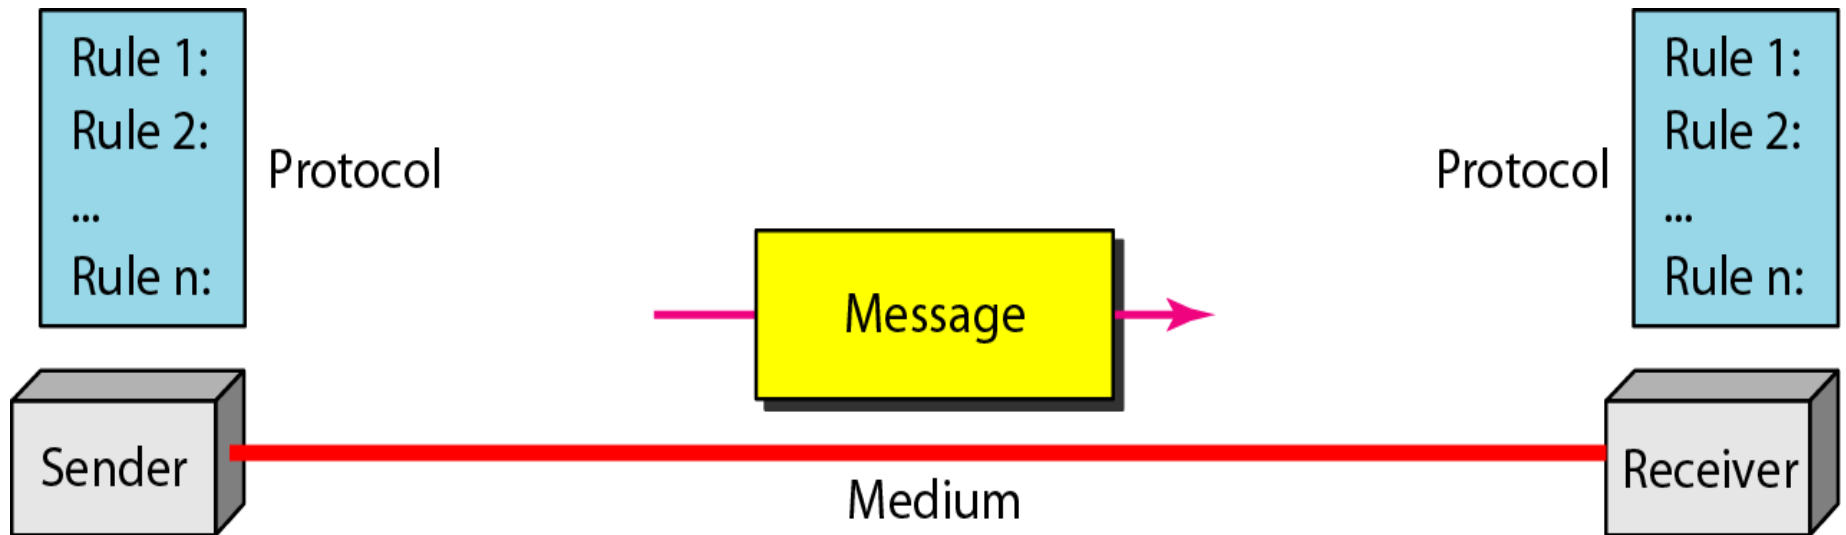 Rule 1:
Rule 2:
...
Rule n:
Protocol
Protocol
Rule 1:
Rule 2:
...
Rule n:
Message
Sender
Medium
Receiver